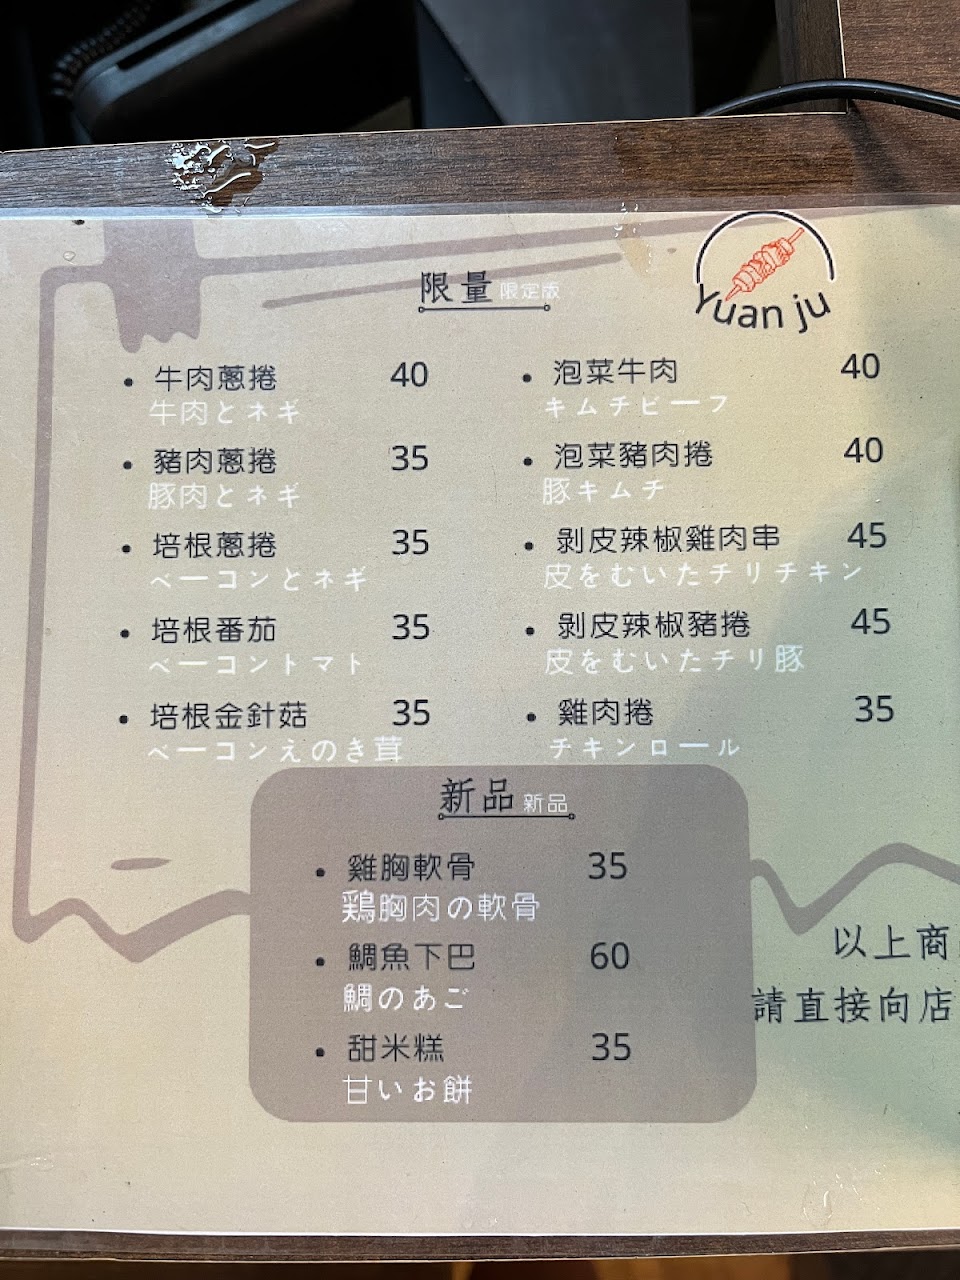 Yuan ju
限量 限定版
牛肉蔥捲 40
牛肉とネギ
豬肉蔥捲 35
豚肉とネギ
培根蔥捲 35
ベーコンとネギ
培根番茄 35
ベーコントマト
培根金針菇 35
ベーコンえのき茸
泡菜牛肉 40
キムチビーフ
泡菜豬肉捲 40
豚キムチ
剝皮辣椒雞肉串 45
皮をむいたチリチキン
剝皮辣椒豬捲 45
皮をむいたチリ豚
雞肉捲 35
チキンロール
新品 新品
雞胸軟骨 35
鶏胸肉の軟骨
鯛魚下巴 60
鯛のあご
甜米糕 35
甘いお餅
以上商
請直接向店